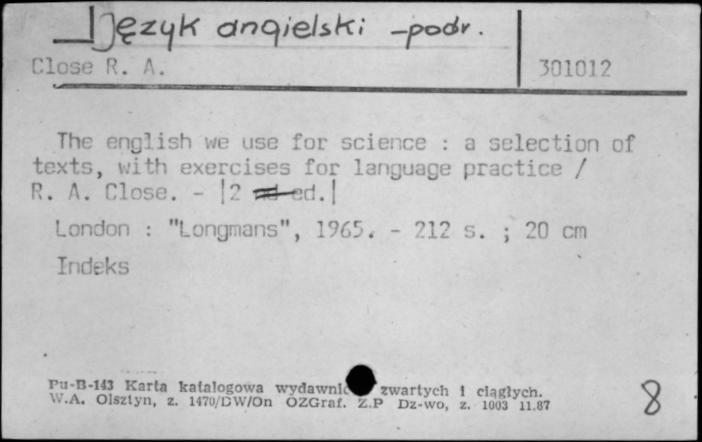 Język angielski -podr.
Close R. A.
301012
The english we use for science : a selection of
texts, with exercises for language practice /
R. A. Close. - |2 ed.|
London : "Longmans", 1965. - 212 s. ; 20 cm
Indeks
Pu-B-143 Karta katalogowa wydawnic zwartych i ciągłych.
W.A. Olsztyn, z. 1470/DW/On OZGraf. Z.P Dz-wo, z. 1003 11.87
8